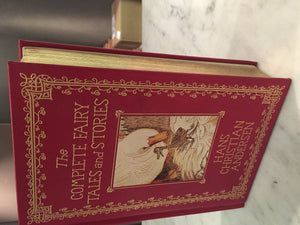 The
COMPLETE FAIRY
TALES and STORIES
HANS
CHRISTIAN
ANDERSEN